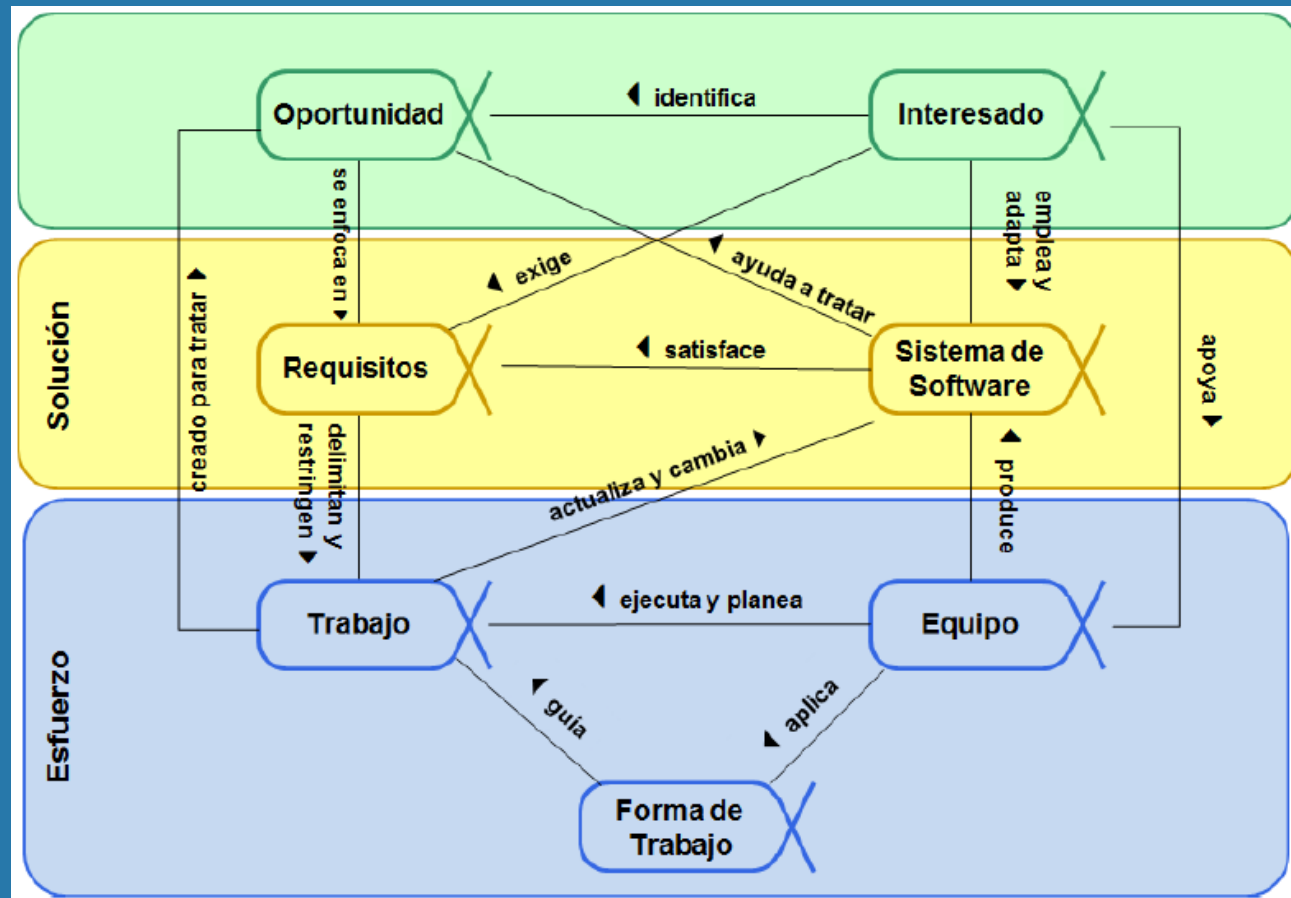 Oportunidad
identifica
Interesado
se enfoca en
emplea y
adapta
exige
ayuda a tratar
creado para tratar
Solución
Requisitos
satisface
Sistema de
Software
apoya
delimitan y
restringen
actualiza y cambia
produce
Esfuerzo
Trabajo
ejecuta y planea
Equipo
guía
aplica
Forma de
Trabajo